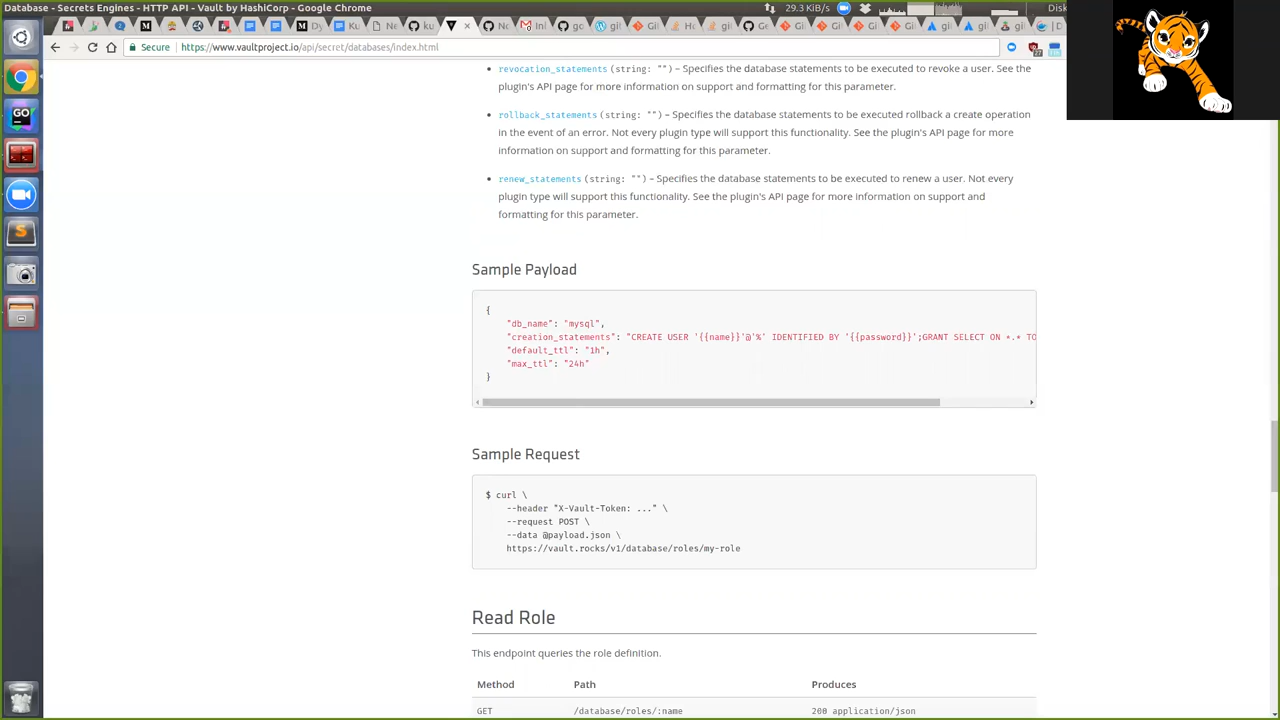 Database - Secrets Engines - HTTP API - Vault by HashiCorp - Google Chrome
29.3 KiB/s
Disk
Secure
https://www.vaultproject.io/api/secret/databases/index.html
revocation_statements (string: "") – Specifies the database statements to be executed to revoke a user. See the
plugin's API page for more information on support and formatting for this parameter.
rollback_statements (string: "") – Specifies the database statements to be executed rollback a create operation
in the event of an error. Not every plugin type will support this functionality. See the plugin's API page for more
information on support and formatting for this parameter.
renew_statements (string: "") – Specifies the database statements to be executed to renew a user. Not every
plugin type will support this functionality. See the plugin's API page for more information on support and
formatting for this parameter.
Sample Payload
{
"db_name": "mysql",
"creation_statements": "CREATE USER '{{name}}'@'%' IDENTIFIED BY '{{password}}';GRANT SELECT ON *.* TO
"default_ttl": "1h",
"max_ttl": "24h"
}
Sample Request
$ curl \
--header "X-Vault-Token: ..." \
--request POST \
--data @payload.json \
https://vault.rocks/v1/database/roles/my-role
Read Role
This endpoint queries the role definition.
Method Path Produces
GET /database/roles/:name 200 application/json